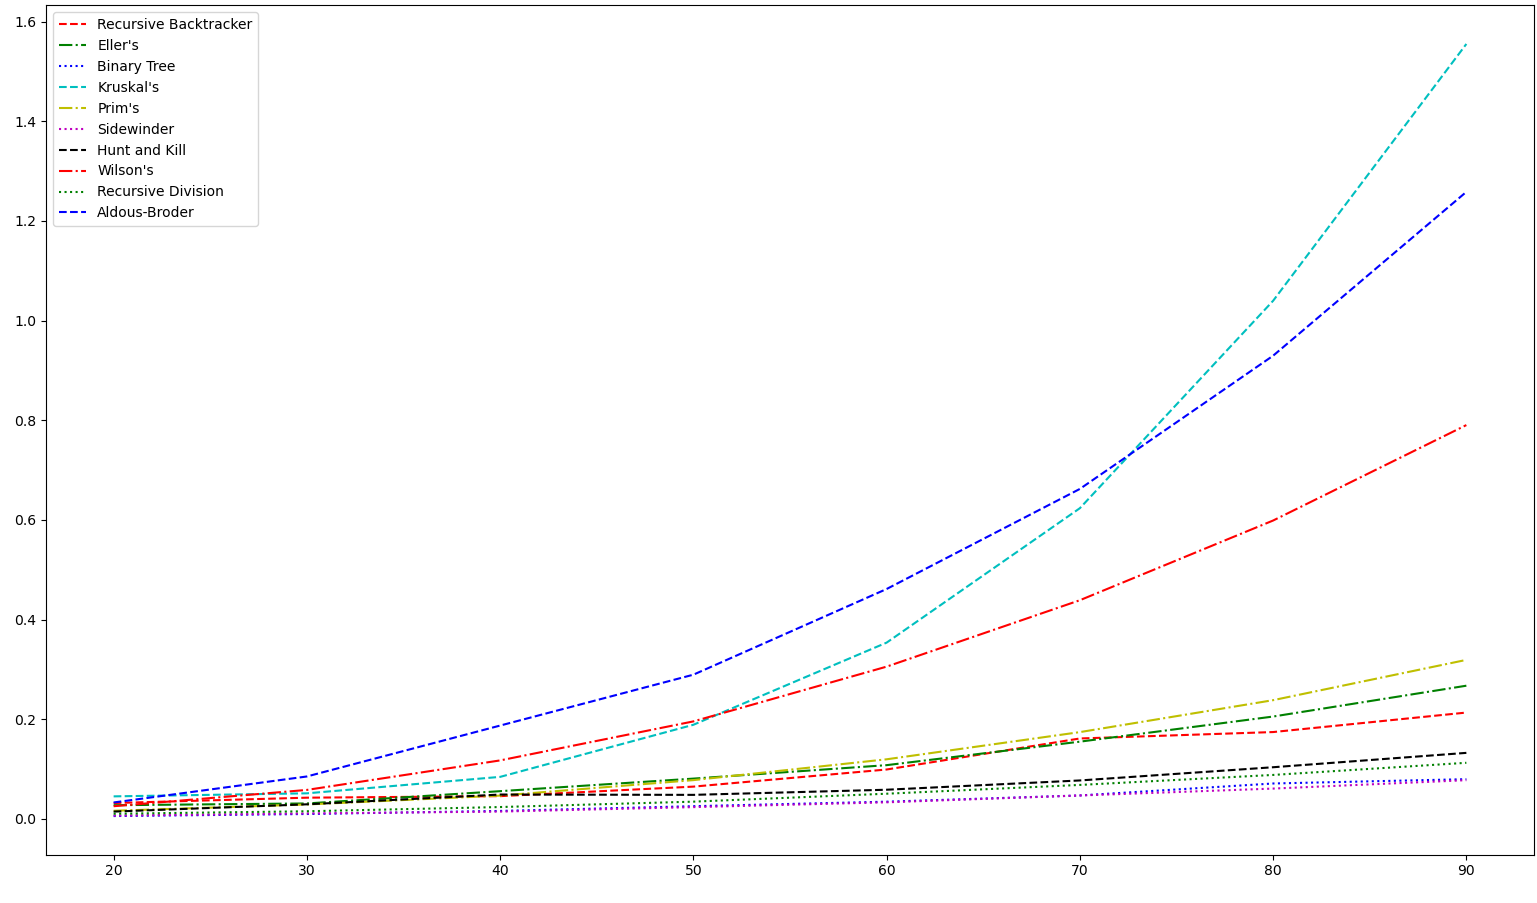 1.6
1.4
1.2
1.0
0.8
0.6
0.4
0.2
0.0
Recursive Backtracker
Eller's
Binary Tree
Kruskal's
Prim's
Sidewinder
Hunt and Kill
Wilson's
Recursive Division
Aldous-Broder
20 30 40 50 60 70 80 90